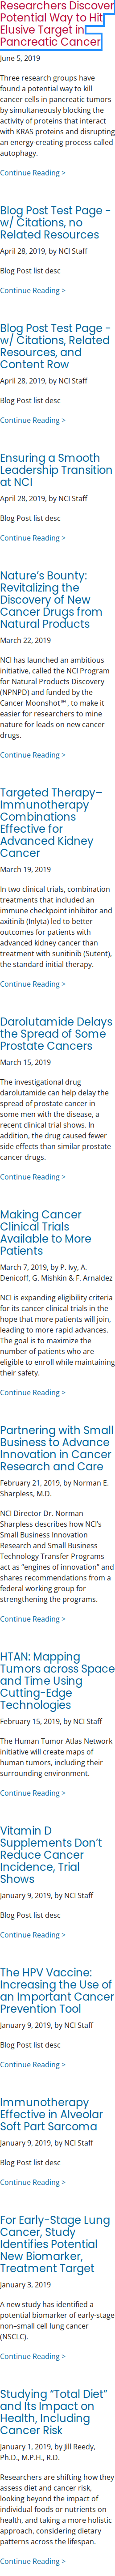 Researchers Discover
Potential Way to Hit
Elusive Target in
Pancreatic Cancer
June 5, 2019
Three research groups have
found a potential way to kill
cancer cells in pancreatic tumors
by simultaneously blocking the
activity of proteins that interact
with KRAS proteins and disrupting
an energy-creating process called
autophagy.
Continue Reading >
Blog Post Test Page -
w/ Citations, no
Related Resources
April 28, 2019, by NCI Staff
Blog Post list desc
Continue Reading >
Blog Post Test Page -
w/ Citations, Related
Resources, and
Content Row
April 28, 2019, by NCI Staff
Blog Post list desc
Continue Reading >
Ensuring a Smooth
Leadership Transition
at NCI
April 28, 2019, by NCI Staff
Blog Post list desc
Continue Reading >
Nature’s Bounty:
Revitalizing the
Discovery of New
Cancer Drugs from
Natural Products
March 22, 2019
NCI has launched an ambitious
initiative, called the NCI Program
for Natural Products Discovery
(NPNPD) and funded by the
Cancer Moonshot℠, to make it
easier for researchers to mine
nature for leads on new cancer
drugs.
Continue Reading >
Targeted Therapy–
Immunotherapy
Combinations
Effective for
Advanced Kidney
Cancer
March 19, 2019
In two clinical trials, combination
treatments that included an
immune checkpoint inhibitor and
axitinib (Inlyta) led to better
outcomes for patients with
advanced kidney cancer than
treatment with sunitinib (Sutent),
the standard initial therapy.
Continue Reading >
Darolutamide Delays
the Spread of Some
Prostate Cancers
March 15, 2019
The investigational drug
darolutamide can help delay the
spread of prostate cancer in
some men with the disease, a
recent clinical trial shows. In
addition, the drug caused fewer
side effects than similar prostate
cancer drugs.
Continue Reading >
Making Cancer
Clinical Trials
Available to More
Patients
March 7, 2019, by P. Ivy, A.
Denicoff, G. Mishkin & F. Arnaldez
NCI is expanding eligibility criteria
for its cancer clinical trials in the
hope that more patients will join,
leading to more rapid advances.
The goal is to maximize the
number of patients who are
eligible to enroll while maintaining
their safety.
Continue Reading >
Partnering with Small
Business to Advance
Innovation in Cancer
Research and Care
February 21, 2019, by Norman E.
Sharpless, M.D.
NCI Director Dr. Norman
Sharpless describes how NCI’s
Small Business Innovation
Research and Small Business
Technology Transfer Programs
act as “engines of innovation” and
shares recommendations from a
federal working group for
strengthening the programs.
Continue Reading >
HTAN: Mapping
Tumors across Space
and Time Using
Cutting-Edge
Technologies
February 15, 2019, by NCI Staff
The Human Tumor Atlas Network
initiative will create maps of
human tumors, including their
surrounding environment.
Continue Reading >
Vitamin D
Supplements Don’t
Reduce Cancer
Incidence, Trial
Shows
January 9, 2019, by NCI Staff
Blog Post list desc
Continue Reading >
The HPV Vaccine:
Increasing the Use of
an Important Cancer
Prevention Tool
January 9, 2019, by NCI Staff
Blog Post list desc
Continue Reading >
Immunotherapy
Effective in Alveolar
Soft Part Sarcoma
January 9, 2019, by NCI Staff
Blog Post list desc
Continue Reading >
For Early-Stage Lung
Cancer, Study
Identifies Potential
New Biomarker,
Treatment Target
January 3, 2019
A new study has identified a
potential biomarker of early-stage
non–small cell lung cancer
(NSCLC).
Continue Reading >
Studying “Total Diet”
and Its Impact on
Health, Including
Cancer Risk
January 1, 2019, by Jill Reedy,
Ph.D., M.P.H., R.D.
Researchers are shifting how they
assess diet and cancer risk,
looking beyond the impact of
individual foods or nutrients on
health, and taking a more holistic
approach, considering dietary
patterns across the lifespan.
Continue Reading >